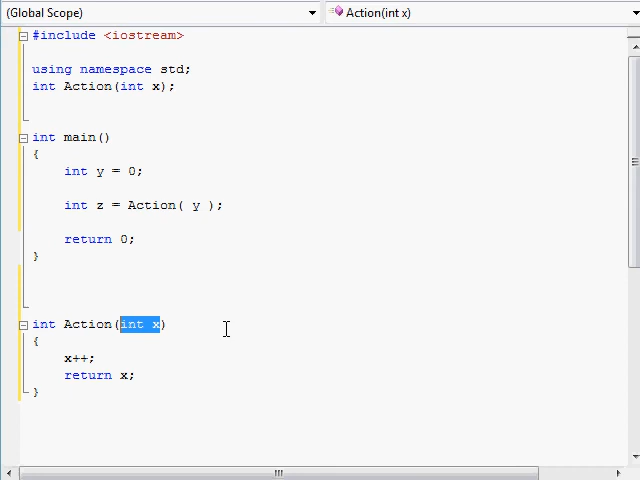 (Global Scope) Action(int x)
#include <iostream>
using namespace std;
int Action(int x);
int main()
{
int y = 0;
int z = Action( y );
return 0;
}
int Action(int x)
{
x++;
return x;
}